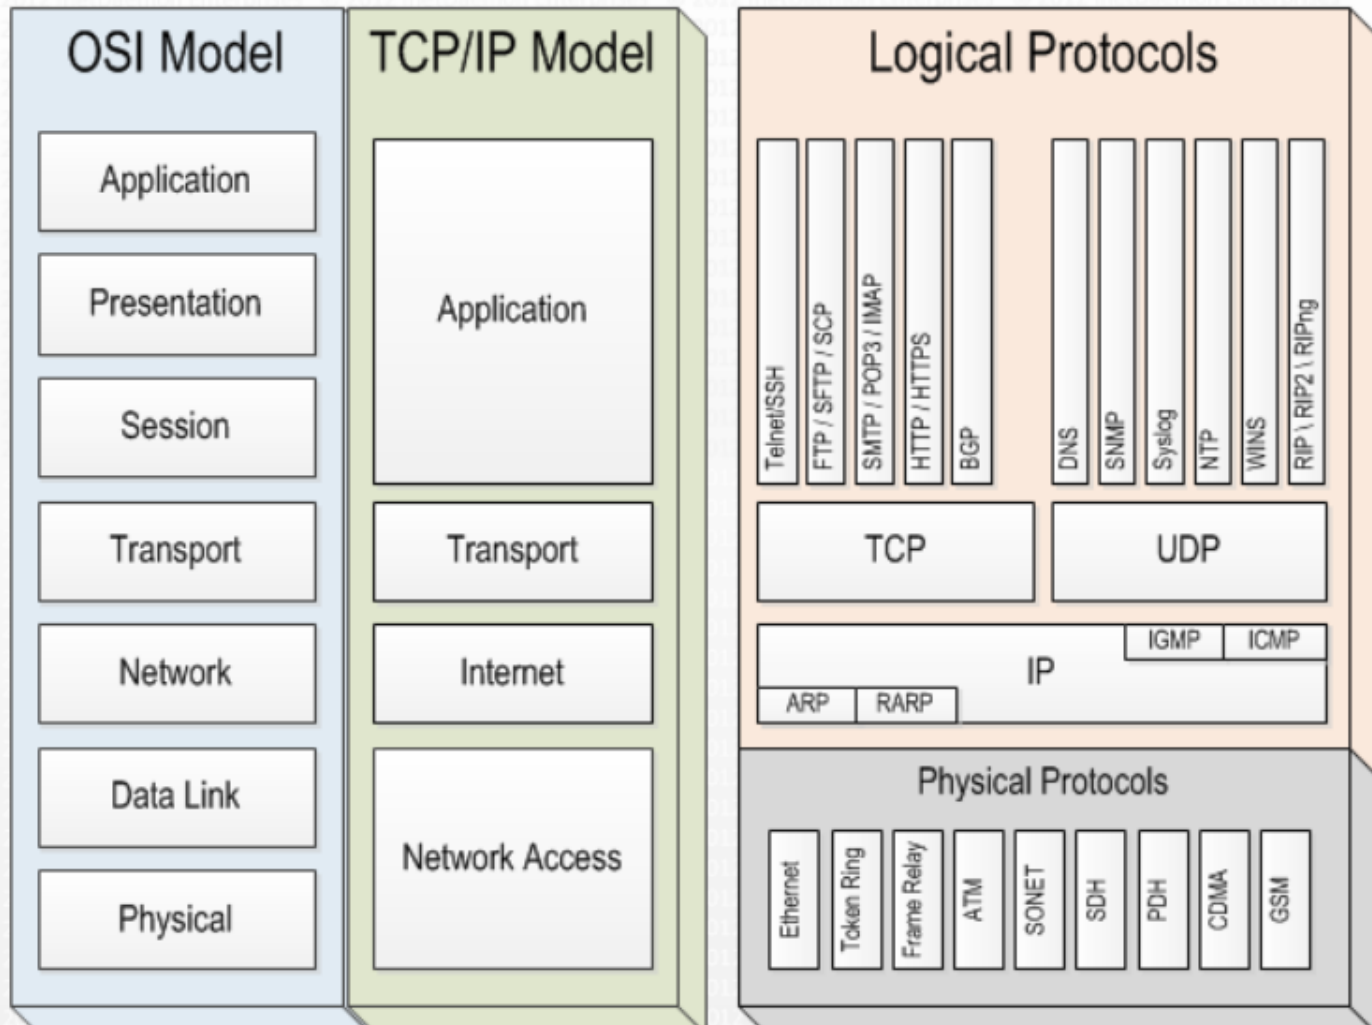 OSI Model
Application
Presentation
Session
Transport
Network
Data Link
Physical
TCP/IP Model
Application
Transport
Internet
Network Access
Logical Protocols
Telnet/SSH
FTP / SFTP / SCP
SMTP / POP3 / IMAP
HTTP / HTTPS
BGP
DNS
SNMP
Syslog
NTP
WINS
RIP \ RIP2 \ RIPng
TCP
UDP
IP
IGMP
ICMP
ARP
RARP
Physical Protocols
Ethernet
Token Ring
Frame Relay
ATM
SONET
SDH
PDH
CDMA
GSM